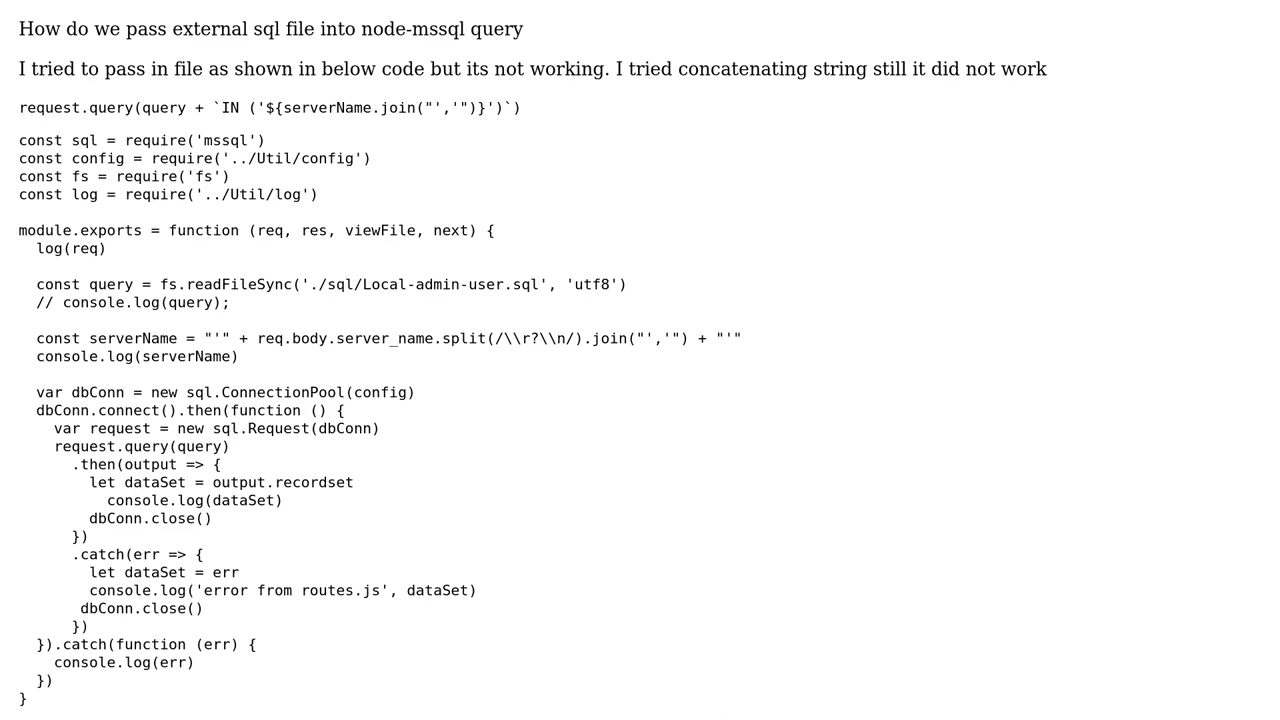 How do we pass external sql file into node-mssql query
I tried to pass in file as shown in below code but its not working. I tried concatenating string still it did not work
request.query(query + `IN ('${serverName.join("','")}')`)
const sql = require('mssql')
const config = require('../Util/config')
const fs = require('fs')
const log = require('../Util/log')

module.exports = function (req, res, viewFile, next) {
  log(req)

  const query = fs.readFileSync('./sql/Local-admin-user.sql', 'utf8')
  // console.log(query);

  const serverName = "'" + req.body.server_name.split(/\\r?\\n/).join("','") + "'"
  console.log(serverName)

  var dbConn = new sql.ConnectionPool(config)
  dbConn.connect().then(function () {
    var request = new sql.Request(dbConn)
    request.query(query)
      .then(output => {
        let dataSet = output.recordset
          console.log(dataSet)
        dbConn.close()
      })
      .catch(err => {
        let dataSet = err
        console.log('error from routes.js', dataSet)
       dbConn.close()
      })
  }).catch(function (err) {
    console.log(err)
  })
}